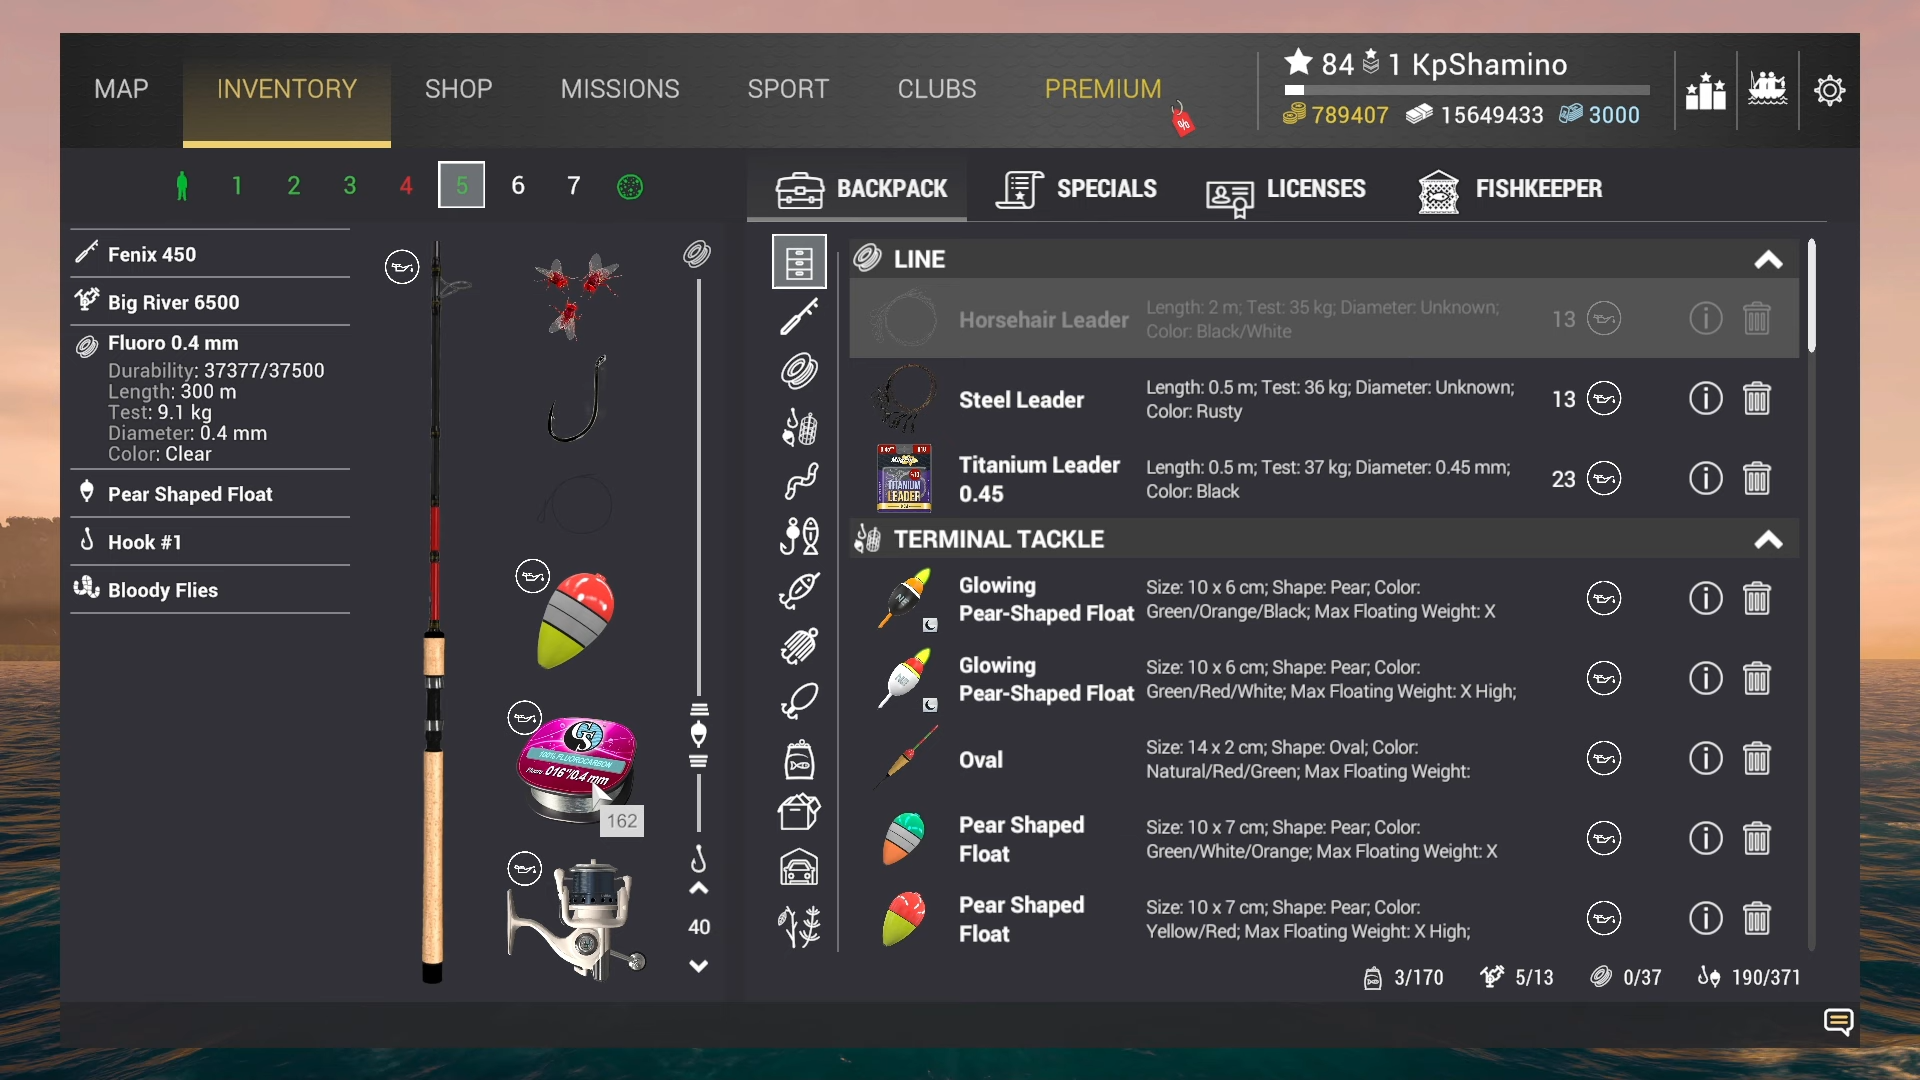 MAP
INVENTORY
SHOP
MISSIONS
SPORT
CLUBS
PREMIUM
%
84 1 KpShamino
789407 15649433 3000
1 2 3 4 5 6 7
BACKPACK
SPECIALS
LICENSES
FISHKEEPER
Fenix 450
Big River 6500
Fluoro 0.4 mm
Durability: 37377/37500
Length: 300 m
Test: 9.1 kg
Diameter: 0.4 mm
Color: Clear
Pear Shaped Float
Hook #1
Bloody Flies
100% FLUOROCARBON
Fluoro .016"/0.4 mm
162
40
LINE
Horsehair Leader
Length: 2 m; Test: 35 kg; Diameter: Unknown;
Color: Black/White
13
Steel Leader
Length: 0.5 m; Test: 36 kg; Diameter: Unknown;
Color: Rusty
13
TITANIUM
LEADER
Titanium Leader
0.45
Length: 0.5 m; Test: 37 kg; Diameter: 0.45 mm;
Color: Black
23
TERMINAL TACKLE
Glowing
Pear-Shaped Float
Size: 10 x 6 cm; Shape: Pear; Color:
Green/Orange/Black; Max Floating Weight: X
Glowing
Pear-Shaped Float
Size: 10 x 6 cm; Shape: Pear; Color:
Green/Red/White; Max Floating Weight: X High;
Oval
Size: 14 x 2 cm; Shape: Oval; Color:
Natural/Red/Green; Max Floating Weight:
Pear Shaped
Float
Size: 10 x 7 cm; Shape: Pear; Color:
Green/White/Orange; Max Floating Weight: X
Pear Shaped
Float
Size: 10 x 7 cm; Shape: Pear; Color:
Yellow/Red; Max Floating Weight: X High;
3/170
5/13
0/37
190/371